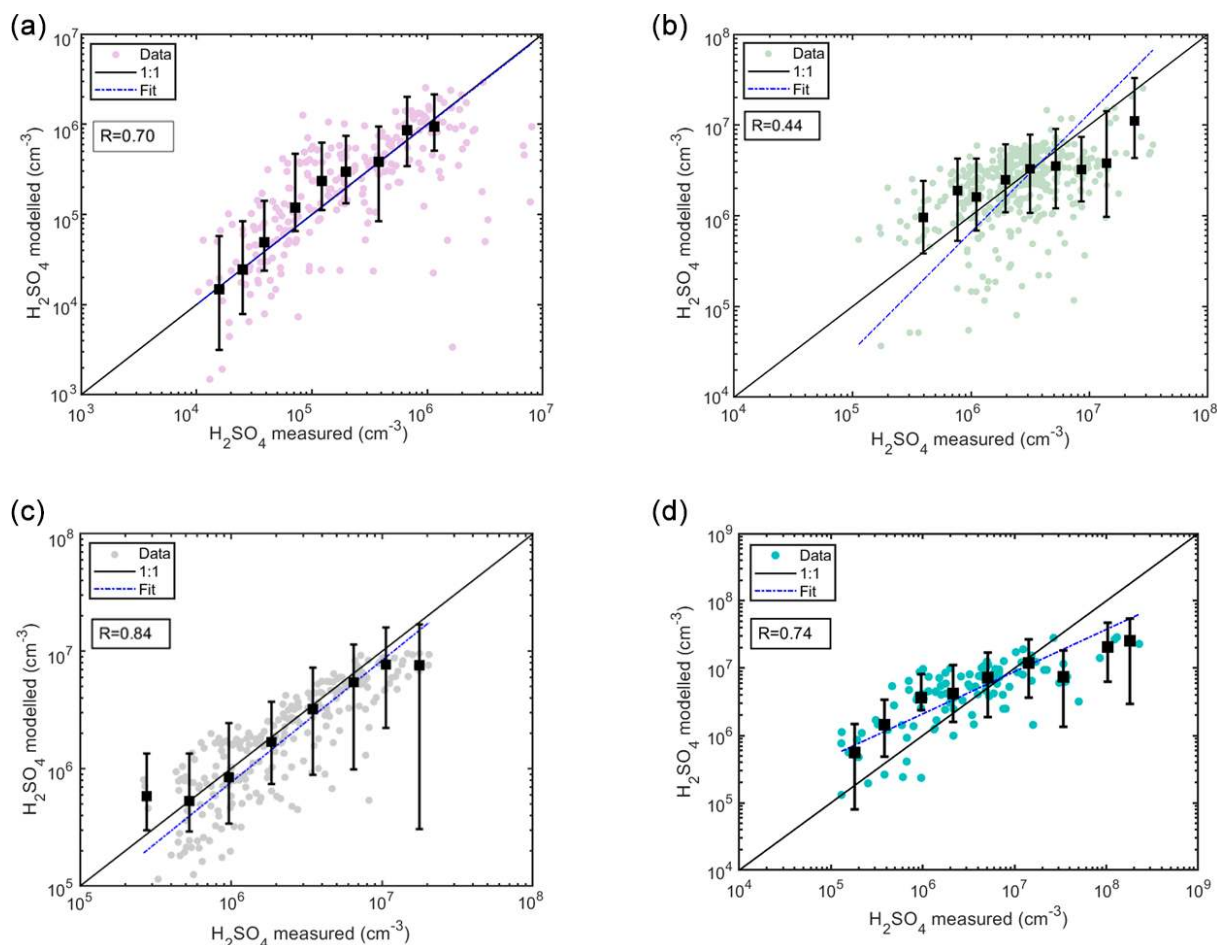 (a)
10⁷
Data
1:1
Fit
R=0.70
10⁶
10⁵
10⁴
10³
H₂SO₄ modelled (cm⁻³)
10³ 10⁴ 10⁵ 10⁶ 10⁷
H₂SO₄ measured (cm⁻³)
(b)
10⁸
Data
1:1
Fit
R=0.44
10⁷
10⁶
10⁵
10⁴
H₂SO₄ modelled (cm⁻³)
10⁴ 10⁵ 10⁶ 10⁷ 10⁸
H₂SO₄ measured (cm⁻³)
(c)
10⁸
Data
1:1
Fit
R=0.84
10⁷
10⁶
10⁵
H₂SO₄ modelled (cm⁻³)
10⁵ 10⁶ 10⁷ 10⁸
H₂SO₄ measured (cm⁻³)
(d)
10⁹
Data
1:1
Fit
R=0.74
10⁸
10⁷
10⁶
10⁵
10⁴
H₂SO₄ modelled (cm⁻³)
10⁴ 10⁵ 10⁶ 10⁷ 10⁸ 10⁹
H₂SO₄ measured (cm⁻³)